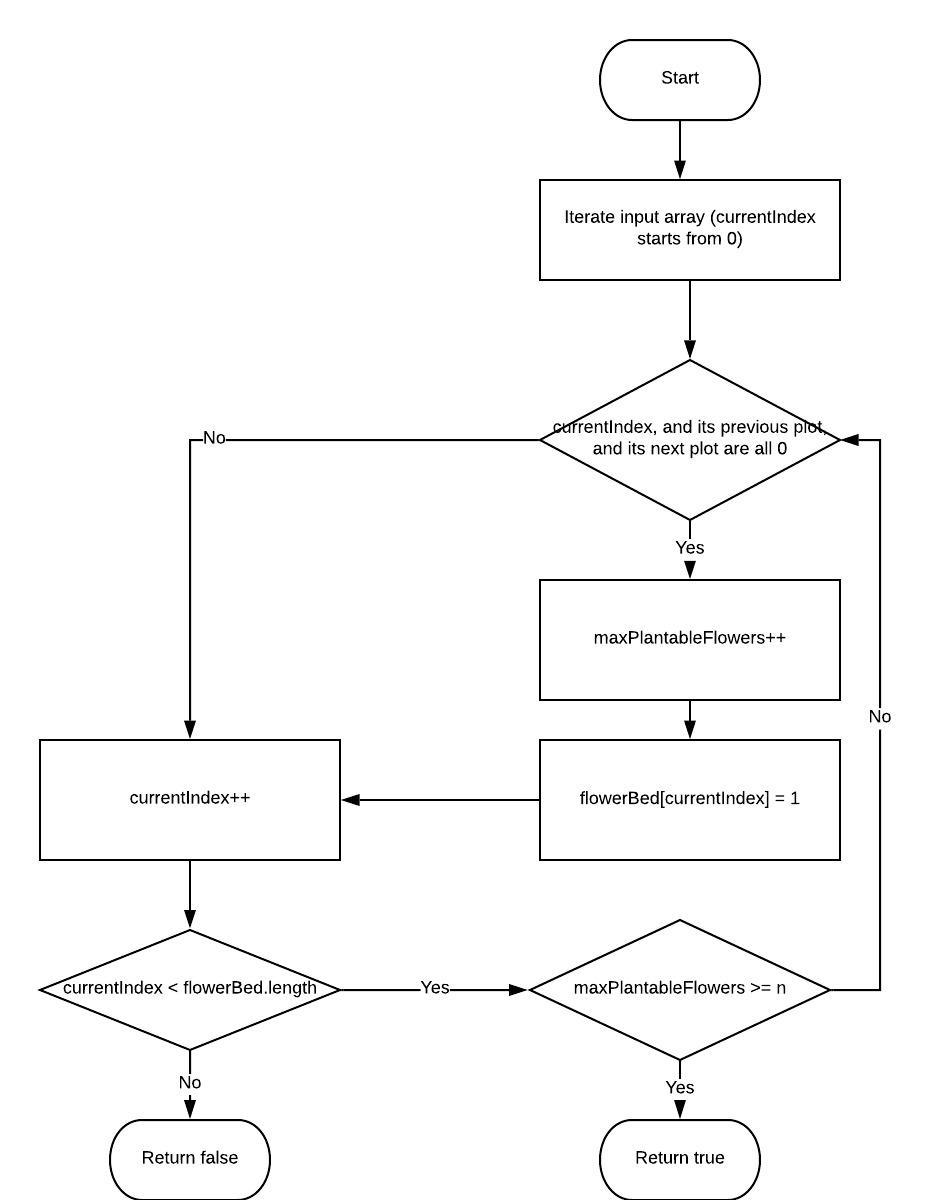 Start
Iterate input array (currentIndex
starts from 0)
currentIndex, and its previous plot,
and its next plot are all 0
No
Yes
maxPlantableFlowers++
No
currentIndex++
flowerBed[currentIndex] = 1
currentIndex < flowerBed.length
Yes
maxPlantableFlowers >= n
No
Yes
Return false
Return true